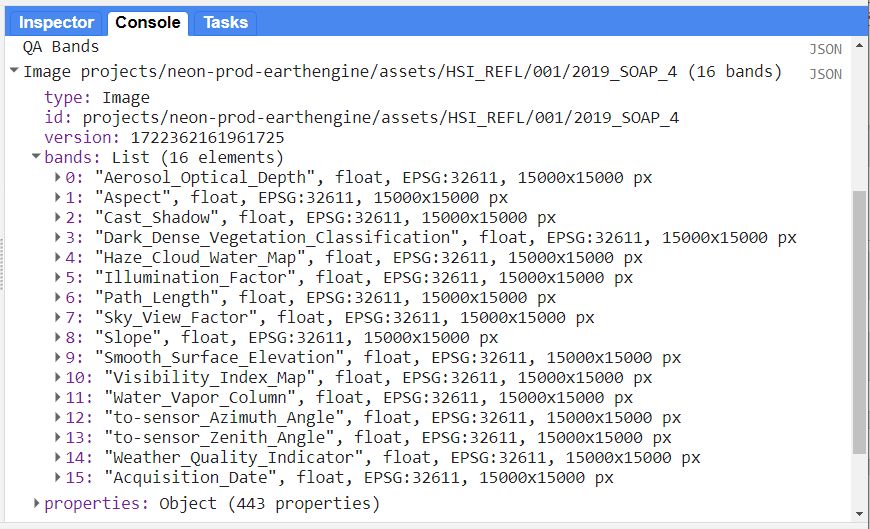 Inspector Console Tasks
QA Bands JSON
Image projects/neon-prod-earthengine/assets/HSI_REFL/001/2019_SOAP_4 (16 bands) JSON
type: Image
id: projects/neon-prod-earthengine/assets/HSI_REFL/001/2019_SOAP_4
version: 1722362161961725
bands: List (16 elements)
0: "Aerosol_Optical_Depth", float, EPSG:32611, 15000x15000 px
1: "Aspect", float, EPSG:32611, 15000x15000 px
2: "Cast_Shadow", float, EPSG:32611, 15000x15000 px
3: "Dark_Dense_Vegetation_Classification", float, EPSG:32611, 15000x15000 px
4: "Haze_Cloud_Water_Map", float, EPSG:32611, 15000x15000 px
5: "Illumination_Factor", float, EPSG:32611, 15000x15000 px
6: "Path_Length", float, EPSG:32611, 15000x15000 px
7: "Sky_View_Factor", float, EPSG:32611, 15000x15000 px
8: "Slope", float, EPSG:32611, 15000x15000 px
9: "Smooth_Surface_Elevation", float, EPSG:32611, 15000x15000 px
10: "Visibility_Index_Map", float, EPSG:32611, 15000x15000 px
11: "Water_Vapor_Column", float, EPSG:32611, 15000x15000 px
12: "to-sensor_Azimuth_Angle", float, EPSG:32611, 15000x15000 px
13: "to-sensor_Zenith_Angle", float, EPSG:32611, 15000x15000 px
14: "Weather_Quality_Indicator", float, EPSG:32611, 15000x15000 px
15: "Acquisition_Date", float, EPSG:32611, 15000x15000 px
properties: Object (443 properties)